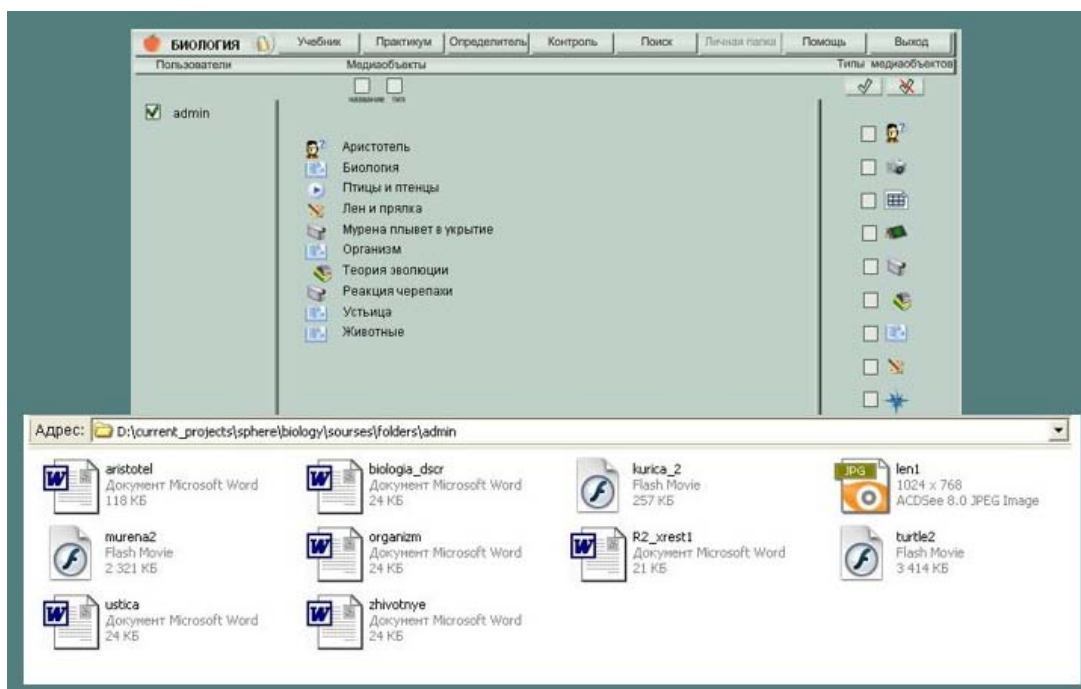 БИОЛОГИЯ Учебник Практикум Определитель Контроль Поиск Личная папка Помощь Выход
Пользователи Медиаобъекты Типы медиаобъектов
название тип
admin
Аристотель
Биология
Птицы и птенцы
Лен и прялка
Мурена плывет в укрытие
Организм
Теория эволюции
Реакция черепахи
Устьица
Животные
Адрес: D:\current_projects\sphere\biology\sourses\folders\admin
aristotel
Документ Microsoft Word
118 КБ
biologia_dscr
Документ Microsoft Word
24 КБ
kurica_2
Flash Movie
257 КБ
JPG
len1
1024 x 768
ACDSee 8.0 JPEG Image
murena2
Flash Movie
2 321 КБ
organizm
Документ Microsoft Word
24 КБ
R2_xrest1
Документ Microsoft Word
21 КБ
turtle2
Flash Movie
3 414 КБ
ustica
Документ Microsoft Word
24 КБ
zhivotnye
Документ Microsoft Word
24 КБ